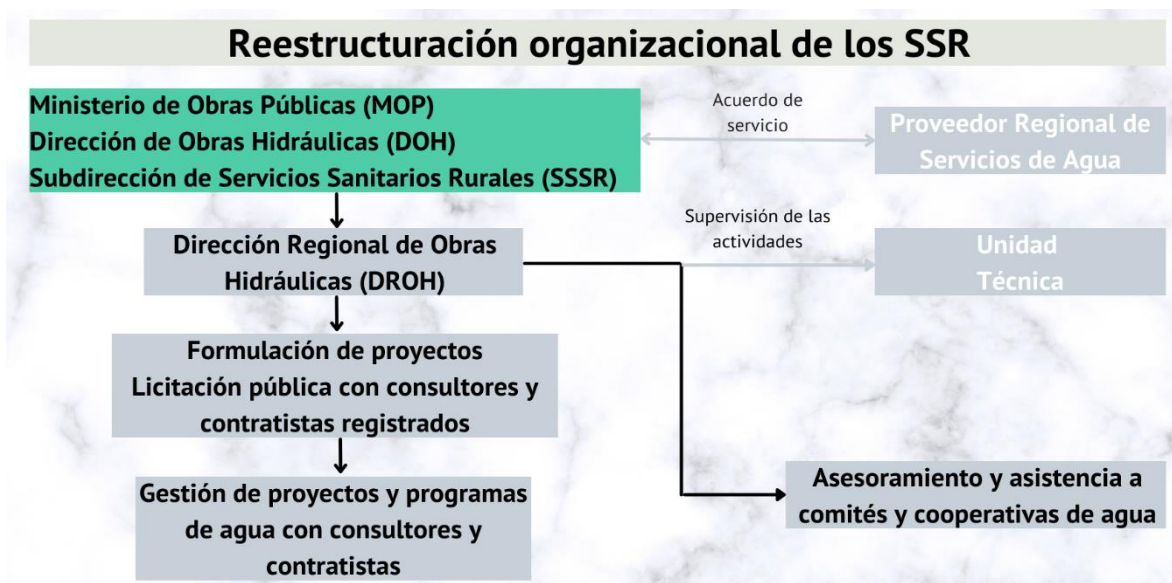 Reestructuración organizacional de los SSR
Ministerio de Obras Públicas (MOP)
Dirección de Obras Hidráulicas (DOH)
Subdirección de Servicios Sanitarios Rurales (SSSR)
Acuerdo de
servicio
Proveedor Regional de
Servicios de Agua
Dirección Regional de Obras
Hidráulicas (DROH)
Supervisión de las
actividades
Unidad
Técnica
Formulación de proyectos
Licitación pública con consultores y
contratistas registrados
Gestión de proyectos y programas
de agua con consultores y
contratistas
Asesoramiento y asistencia a
comités y cooperativas de agua